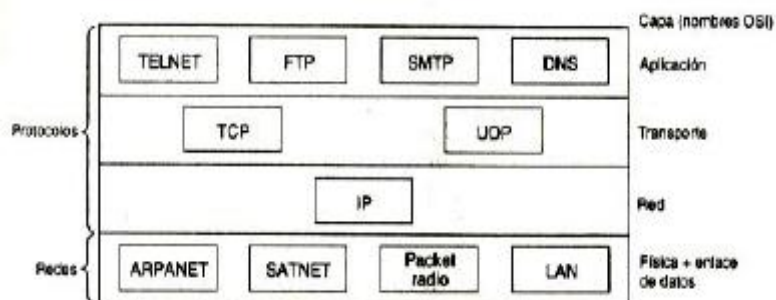 Capa (nombres OSI)
TELNET FTP SMTP DNS Aplicación
Protocolos
TCP UDP Transporte
IP Red
Redes
ARPANET SATNET Packet radio LAN Física + enlace de datos